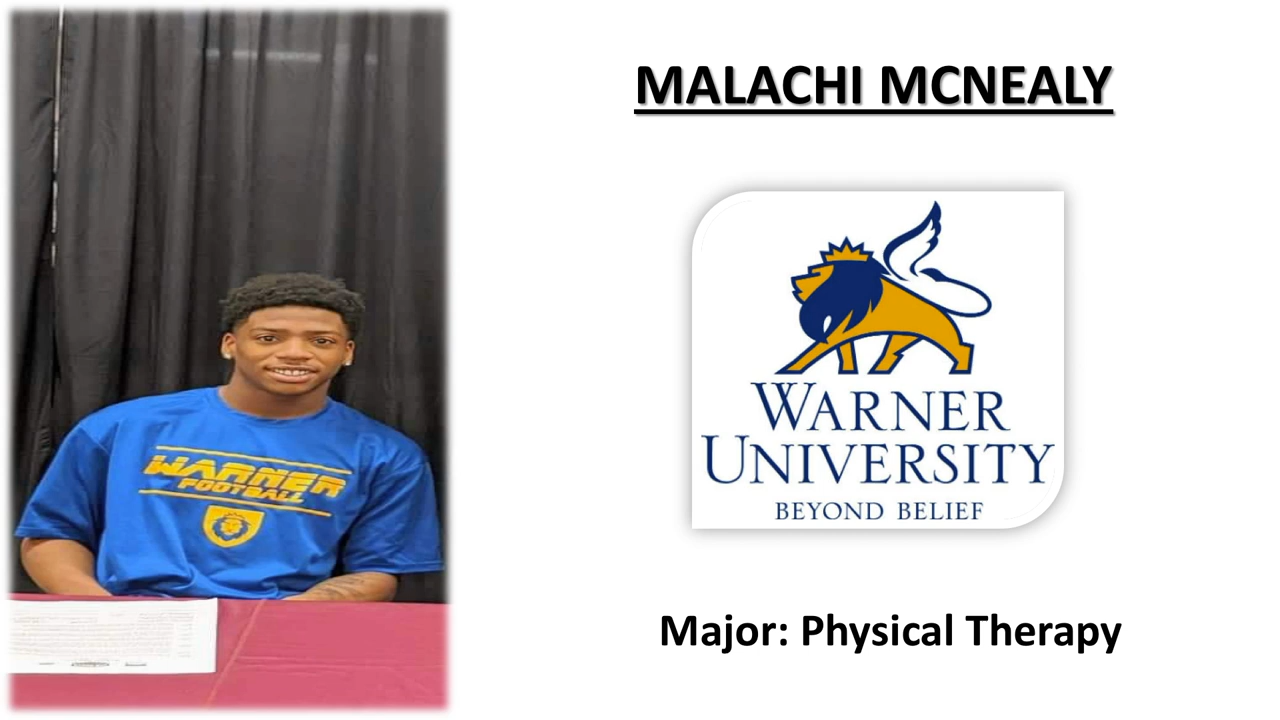 MALACHI MCNEALY
WARNER
FOOTBALL
WARNER
UNIVERSITY
BEYOND BELIEF
Major: Physical Therapy